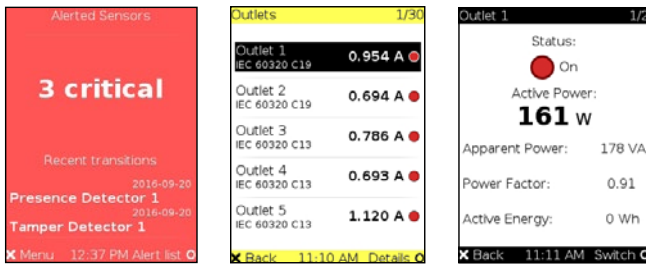 Alerted Sensors
3 critical
Recent transitions
2016-09-20
Presence Detector 1
2016-09-20
Tamper Detector 1
X Menu 12:37 PM Alert list O
Outlets 1/30
Outlet 1
IEC 60320 C19
0.954 A
Outlet 2
IEC 60320 C19
0.694 A
Outlet 3
IEC 60320 C13
0.786 A
Outlet 4
IEC 60320 C13
0.693 A
Outlet 5
IEC 60320 C13
1.120 A
X Back 11:10 AM Details O
Outlet 1 1/2
Status:
On
Active Power:
161 W
Apparent Power: 178 VA
Power Factor: 0.91
Active Energy: 0 Wh
X Back 11:11 AM Switch O